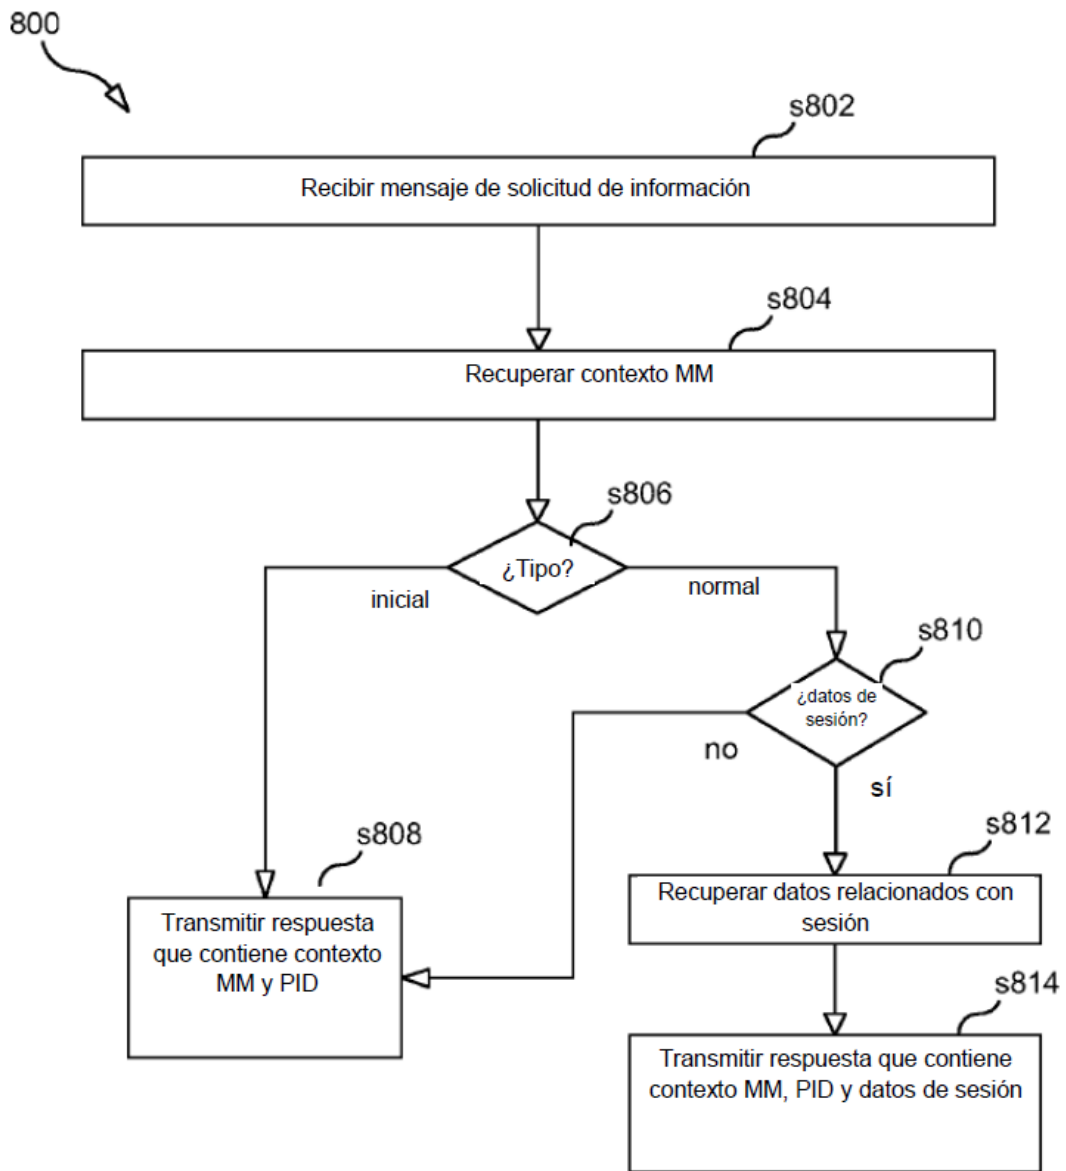 800
s802
Recibir mensaje de solicitud de información
s804
Recuperar contexto MM
s806
¿Tipo?
inicial
normal
s810
¿datos de
sesión?
no
sí
s808
Transmitir respuesta
que contiene contexto
MM y PID
s812
Recuperar datos relacionados con
sesión
s814
Transmitir respuesta que contiene
contexto MM, PID y datos de sesión